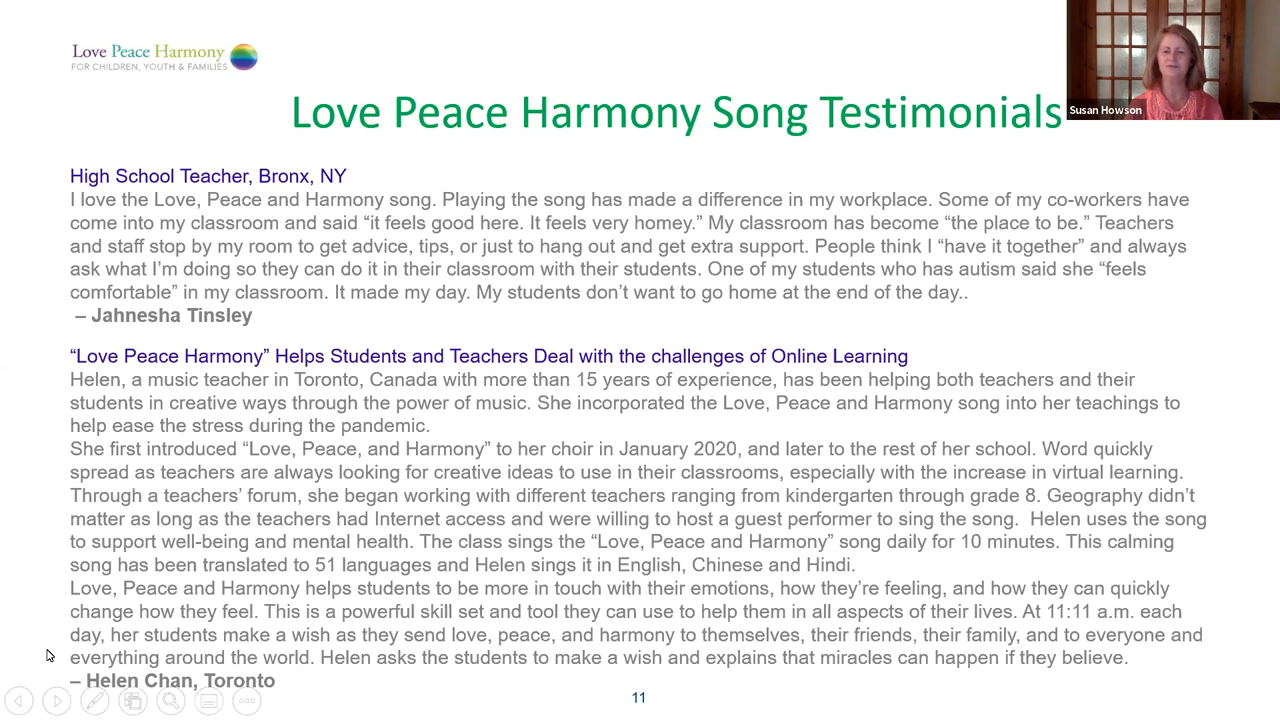 Love Peace Harmony
FOR CHILDREN, YOUTH & FAMILIES
Susan Howson
Love Peace Harmony Song Testimonials
High School Teacher, Bronx, NY
I love the Love, Peace and Harmony song. Playing the song has made a difference in my workplace. Some of my co-workers have
come into my classroom and said “it feels good here. It feels very homey.” My classroom has become “the place to be.” Teachers
and staff stop by my room to get advice, tips, or just to hang out and get extra support. People think I “have it together” and always
ask what I’m doing so they can do it in their classroom with their students. One of my students who has autism said she “feels
comfortable” in my classroom. It made my day. My students don’t want to go home at the end of the day..
– Jahnesha Tinsley
“Love Peace Harmony” Helps Students and Teachers Deal with the challenges of Online Learning
Helen, a music teacher in Toronto, Canada with more than 15 years of experience, has been helping both teachers and their
students in creative ways through the power of music. She incorporated the Love, Peace and Harmony song into her teachings to
help ease the stress during the pandemic.
She first introduced “Love, Peace, and Harmony” to her choir in January 2020, and later to the rest of her school. Word quickly
spread as teachers are always looking for creative ideas to use in their classrooms, especially with the increase in virtual learning.
Through a teachers’ forum, she began working with different teachers ranging from kindergarten through grade 8. Geography didn’t
matter as long as the teachers had Internet access and were willing to host a guest performer to sing the song.  Helen uses the song
to support well-being and mental health. The class sings the “Love, Peace and Harmony” song daily for 10 minutes. This calming
song has been translated to 51 languages and Helen sings it in English, Chinese and Hindi.
Love, Peace and Harmony helps students to be more in touch with their emotions, how they’re feeling, and how they can quickly
change how they feel. This is a powerful skill set and tool they can use to help them in all aspects of their lives. At 11:11 a.m. each
day, her students make a wish as they send love, peace, and harmony to themselves, their friends, their family, and to everyone and
everything around the world. Helen asks the students to make a wish and explains that miracles can happen if they believe.
– Helen Chan, Toronto
11